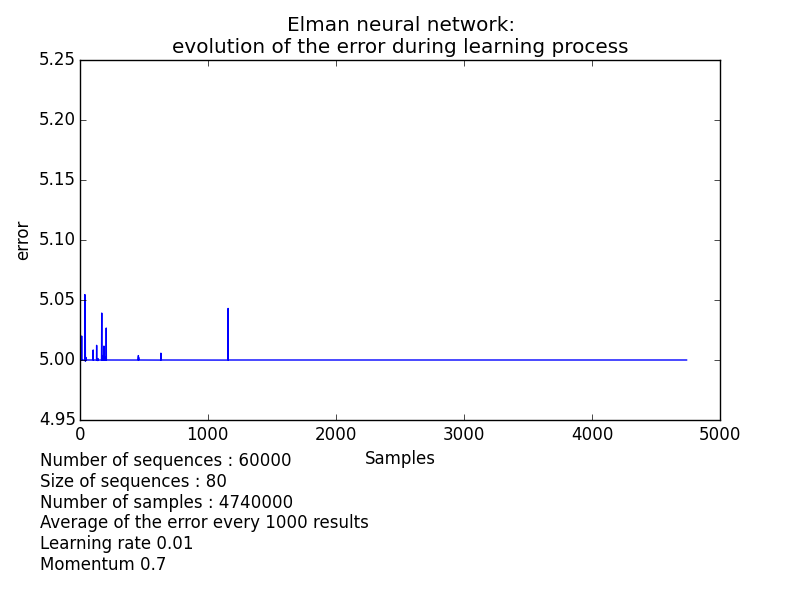 Elman neural network:
evolution of the error during learning process
5.25
5.20
5.15
5.10
5.05
5.00
4.95
error
0 1000 2000 3000 4000 5000
Samples
Number of sequences : 60000
Size of sequences : 80
Number of samples : 4740000
Average of the error every 1000 results
Learning rate 0.01
Momentum 0.7